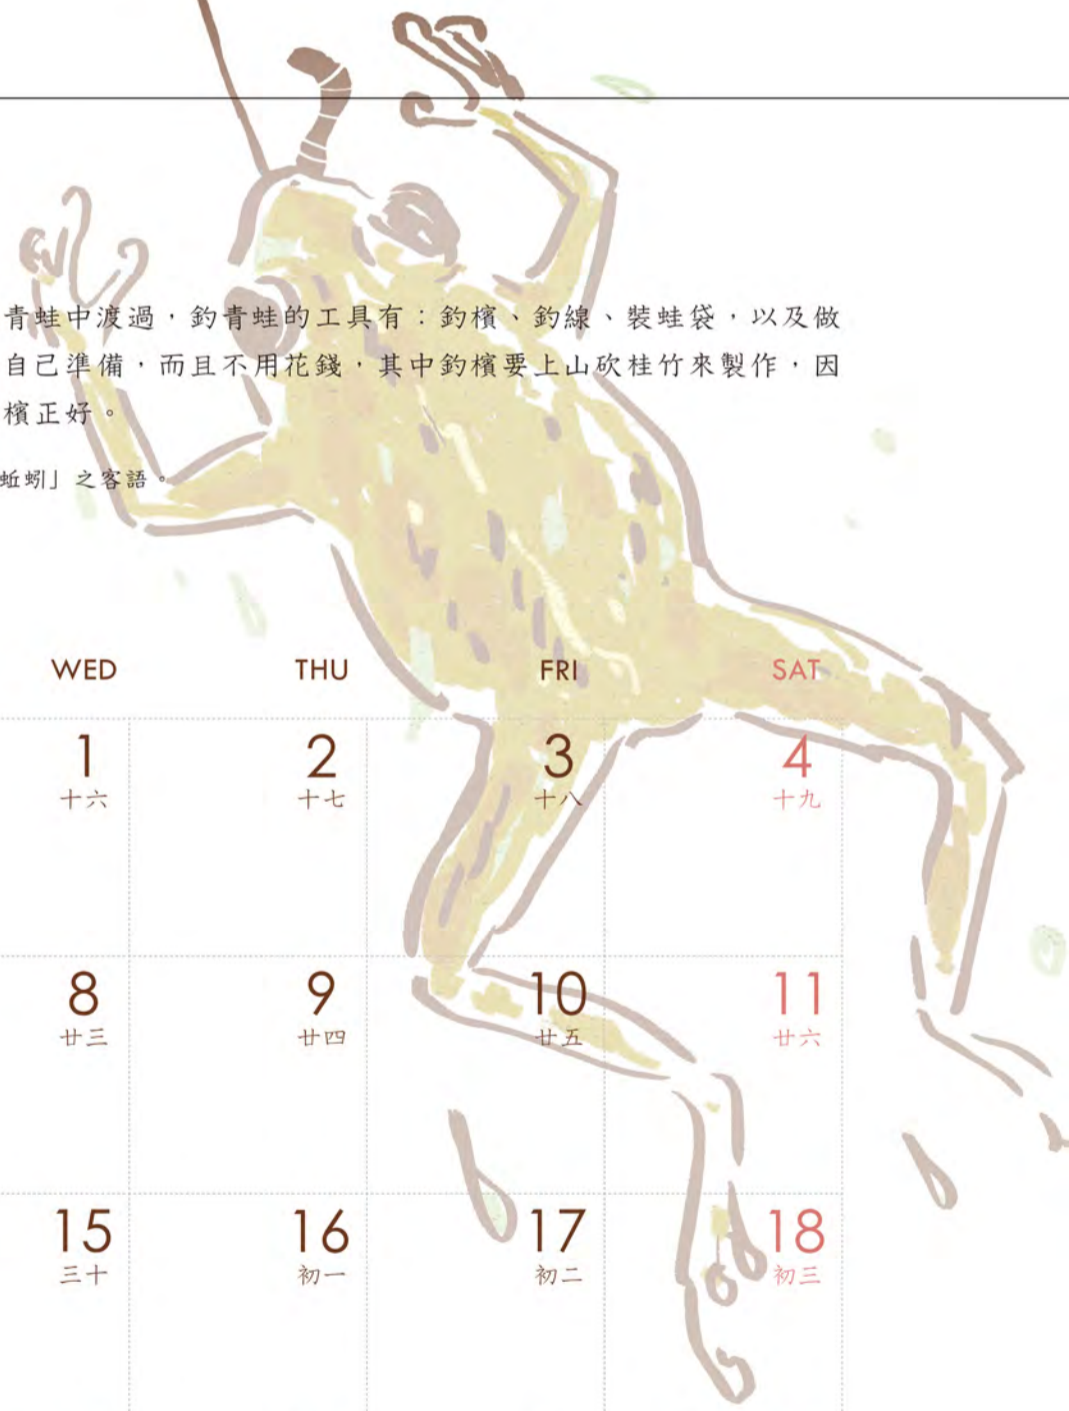 青蛙中渡過，釣青蛙的工具有：釣檳、釣線、裝蛙袋，以及做
自己準備，而且不用花錢，其中釣檳要上山砍桂竹來製作，因
檳正好。
蚯蚓」之客語。
WED THU FRI SAT
1 2 3 4
十六 十七 十八 十九
8 9 10 11
廿三 廿四 廿五 廿六
15 16 17 18
三十 初一 初二 初三